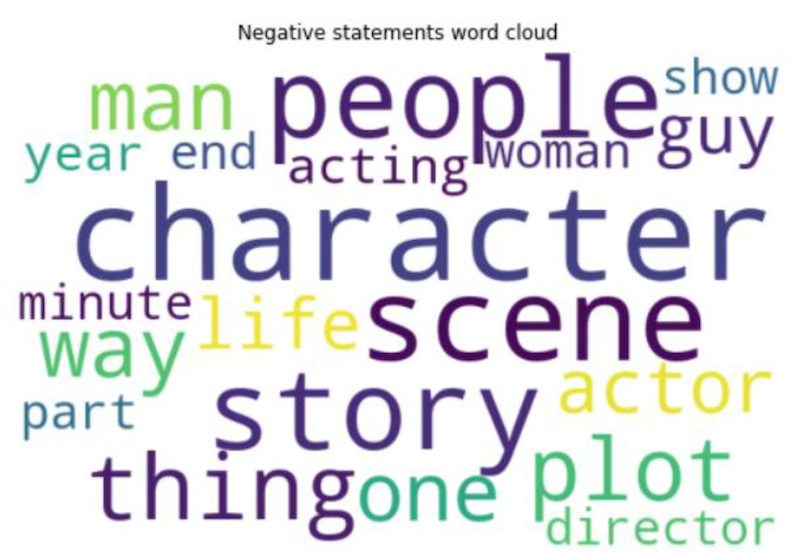 Negative statements word cloud
man people show
year end acting woman guy
character
minute life scene
way
part story actor
thing one plot
director